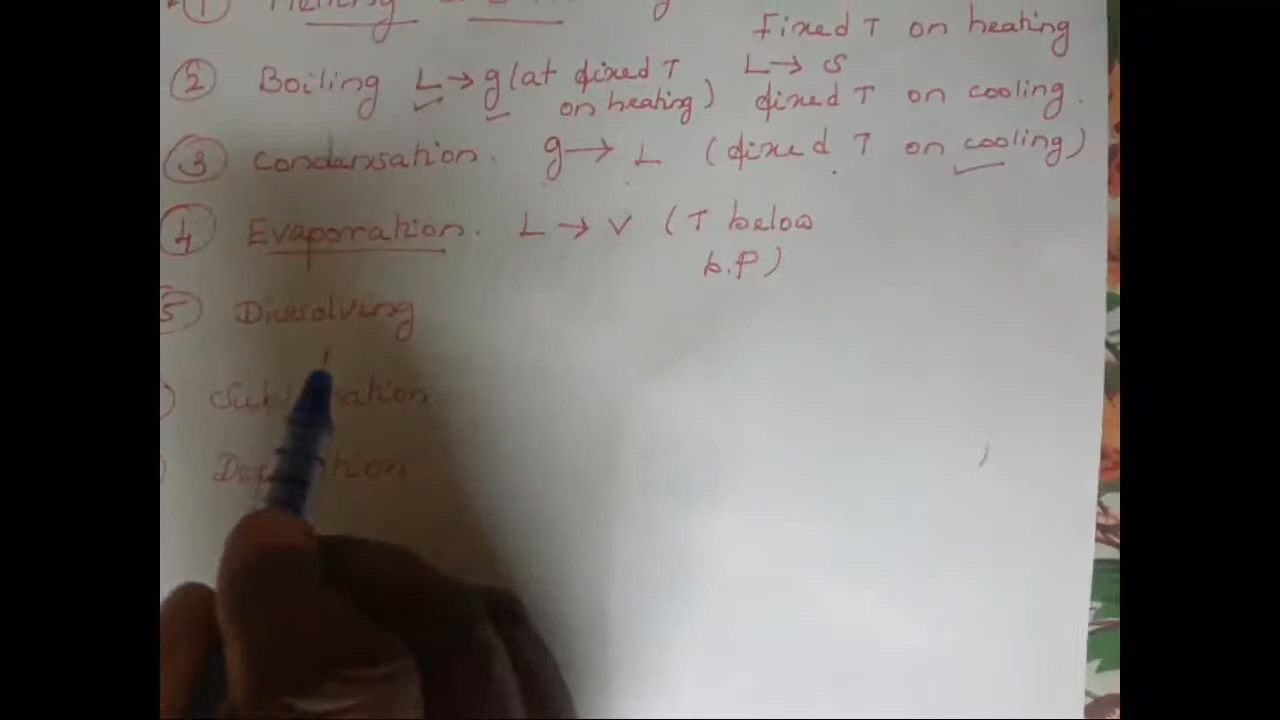 ①
Fixed T on heating
② Boiling L → g (at fixed T on heating)
L → S
fixed T on cooling.
③ Condensation. g → L (fixed T on cooling)
④ Evaporation. L → V (T below
b.P)
⑤ Dissolving